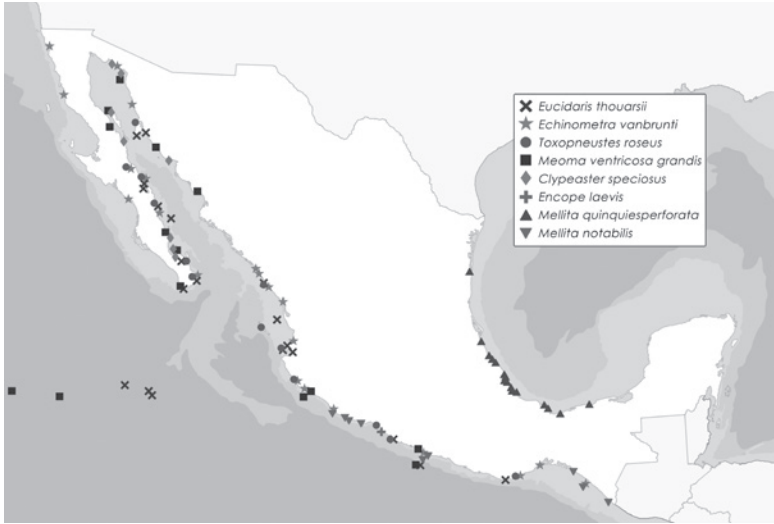 Eucidaris thouarsii
Echinometra vanbrunti
Toxopneustes roseus
Meoma ventricosa grandis
Clypeaster speciosus
Encope laevis
Mellita quinquiesperforata
Mellita notabilis